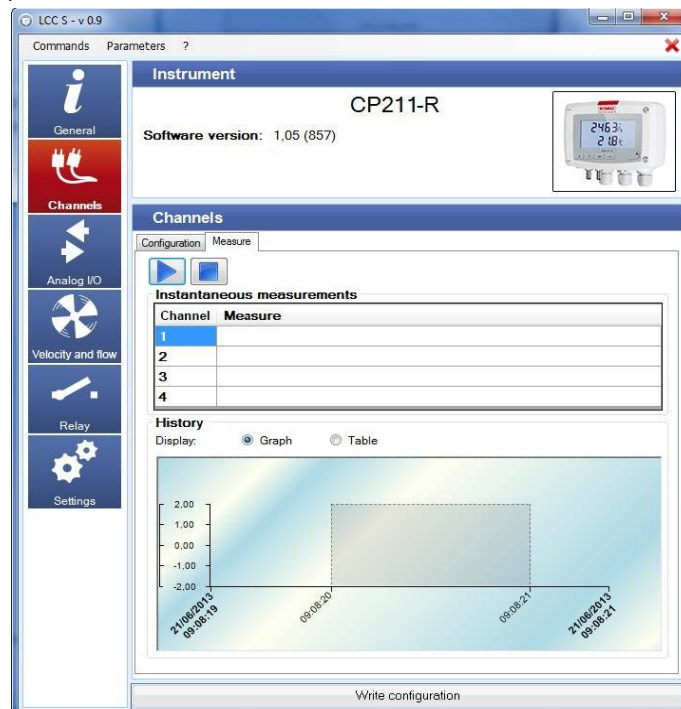 LCC S - v 0.9
Commands Parameters ?
General
Channels
Analog I/O
Velocity and flow
Relay
Settings
Instrument
CP211-R
Software version: 1,05 (857)
KIMO
Channels
Configuration Measure
Instantaneous measurements
Channel Measure
1
2
3
4
History
Display: Graph Table
2,00
1,00
0,00
-1,00
-2,00
21/06/2013
09:08:19
09:08:20
09:08:21
21/06/2013
09:08:21
Write configuration